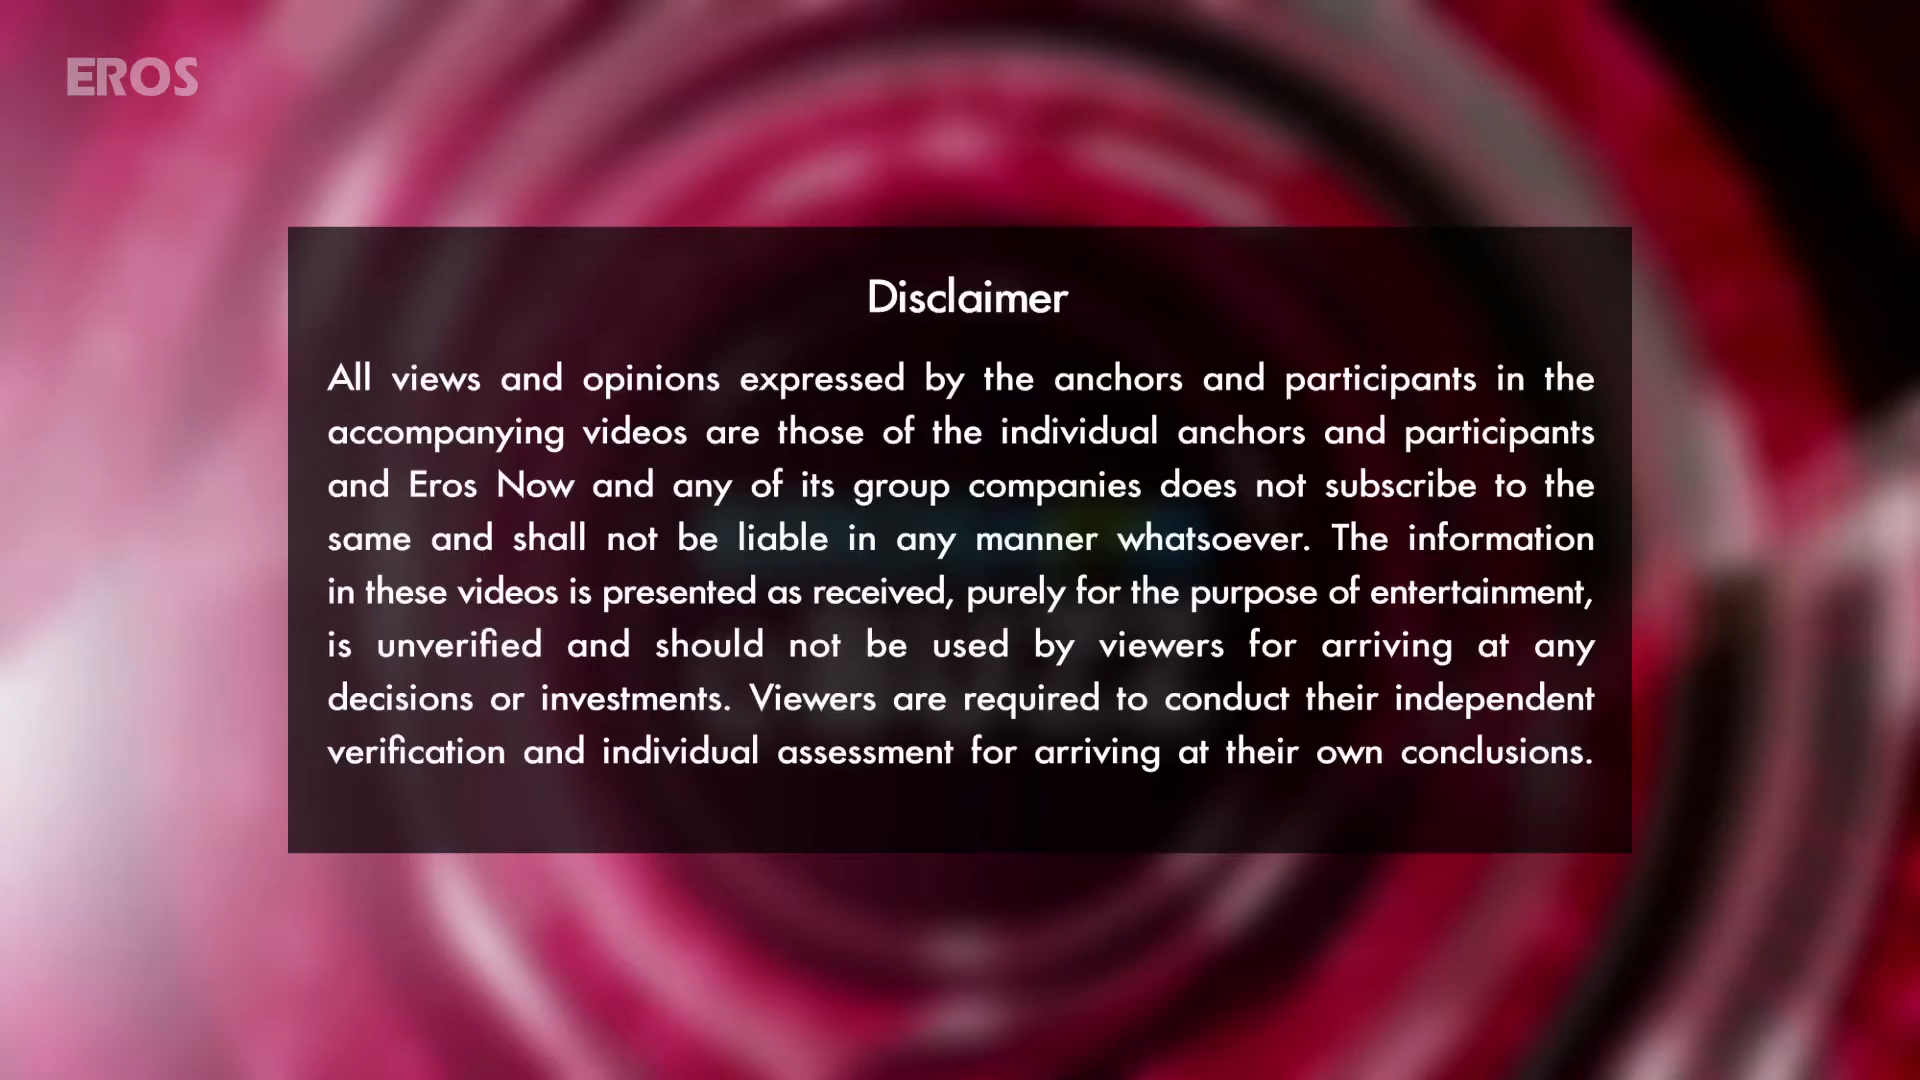 EROS
Disclaimer
All views and opinions expressed by the anchors and participants in the
accompanying videos are those of the individual anchors and participants
and Eros Now and any of its group companies does not subscribe to the
same and shall not be liable in any manner whatsoever. The information
in these videos is presented as received, purely for the purpose of entertainment,
is unverified and should not be used by viewers for arriving at any
decisions or investments. Viewers are required to conduct their independent
verification and individual assessment for arriving at their own conclusions.